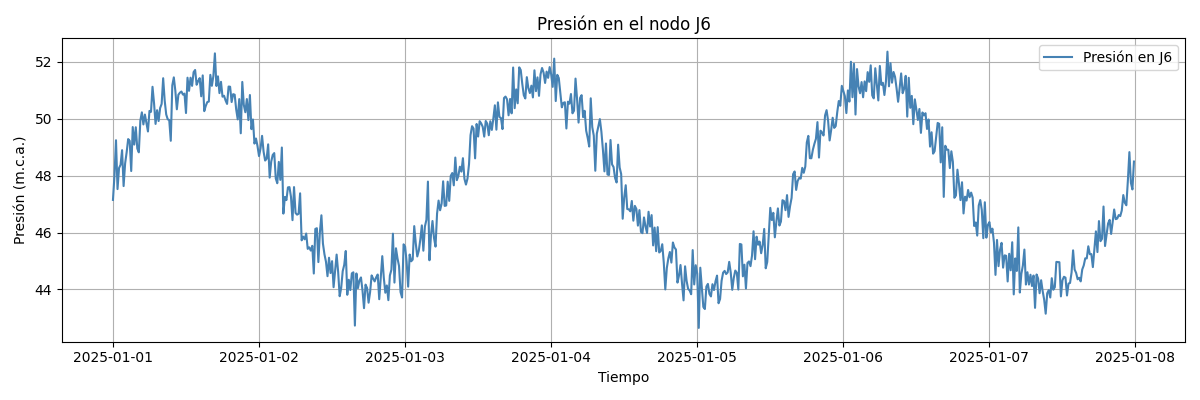 Presión en el nodo J6
Presión en J6
Presión (m.c.a.)
52
50
48
46
44
2025-01-01 2025-01-02 2025-01-03 2025-01-04 2025-01-05 2025-01-06 2025-01-07 2025-01-08
Tiempo